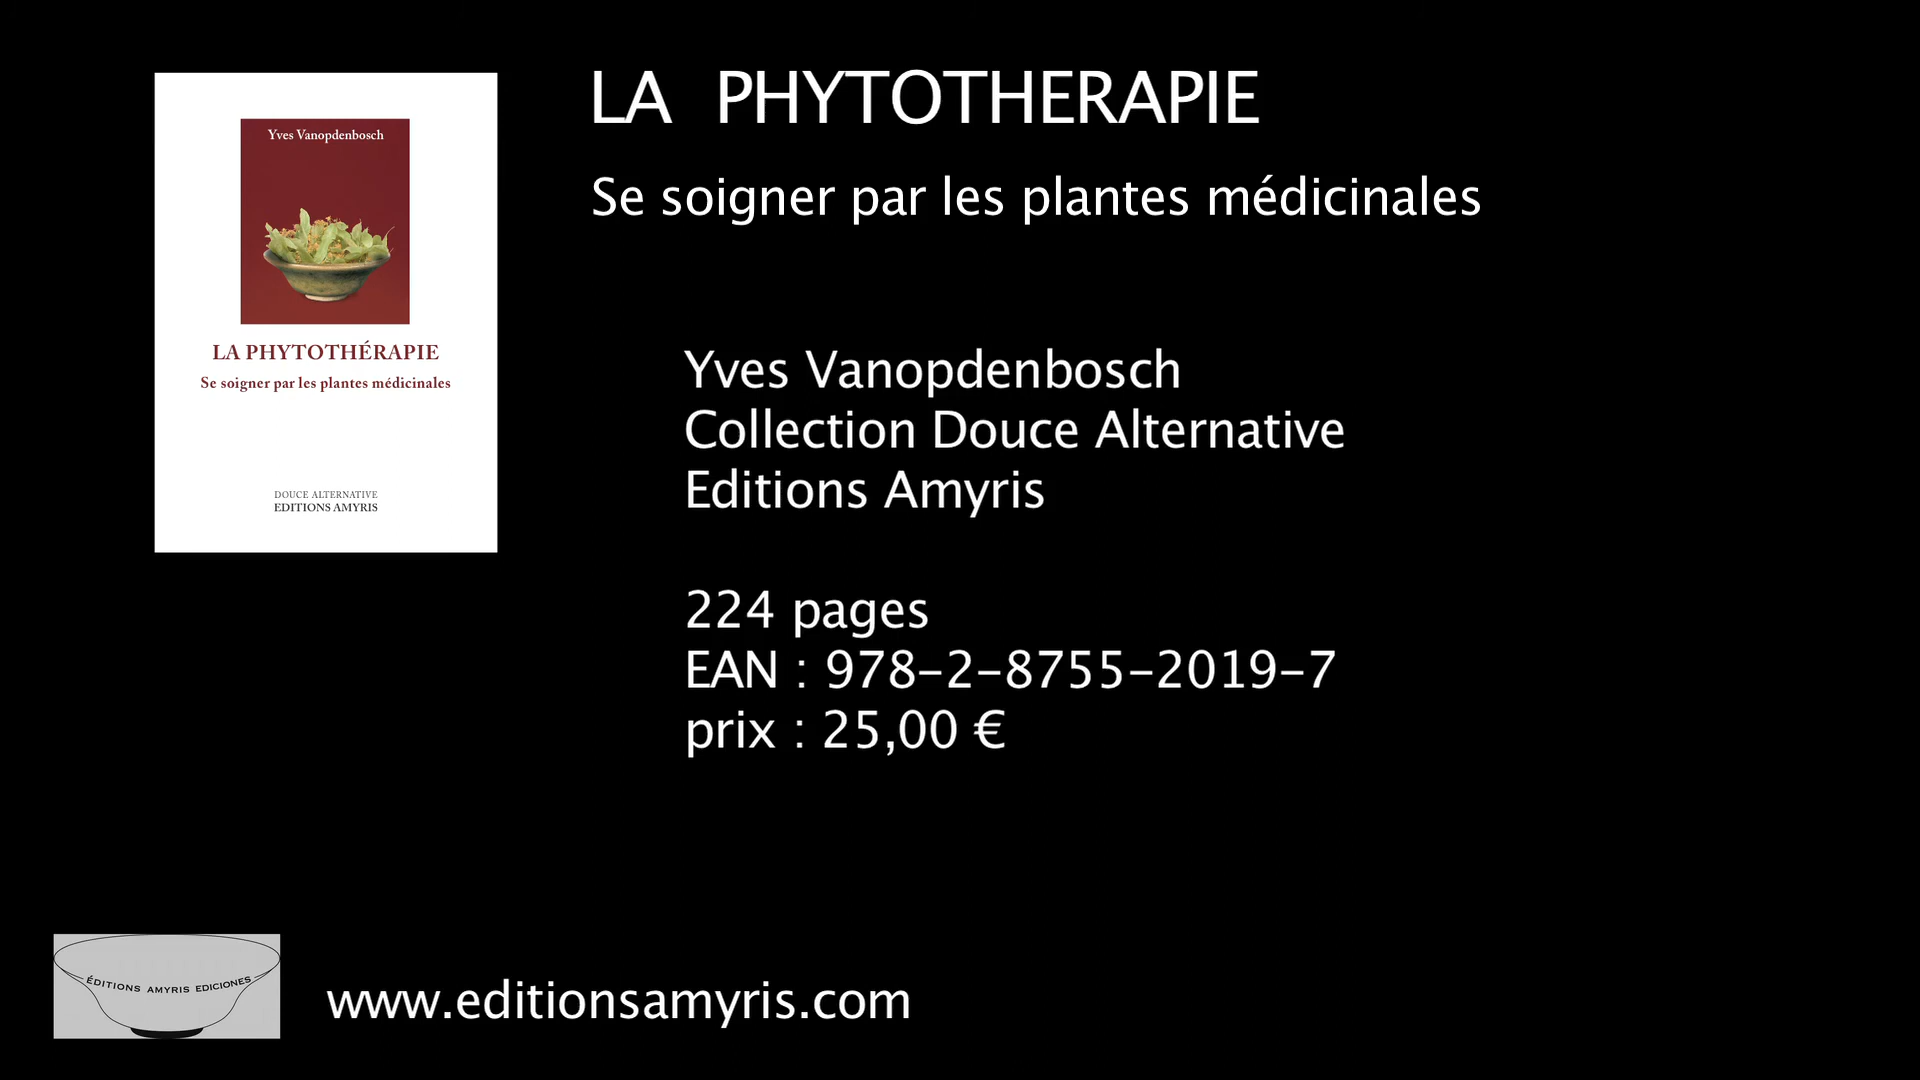 Yves Vanopdenbosch
LA PHYTOTHÉRAPIE
Se soigner par les plantes médicinales
DOUCE ALTERNATIVE
EDITIONS AMYRIS
LA PHYTOTHERAPIE
Se soigner par les plantes médicinales
Yves Vanopdenbosch
Collection Douce Alternative
Editions Amyris
224 pages
EAN : 978-2-8755-2019-7
prix : 25,00 €
ÉDITIONS AMYRIS EDICIONES
www.editionsamyris.com